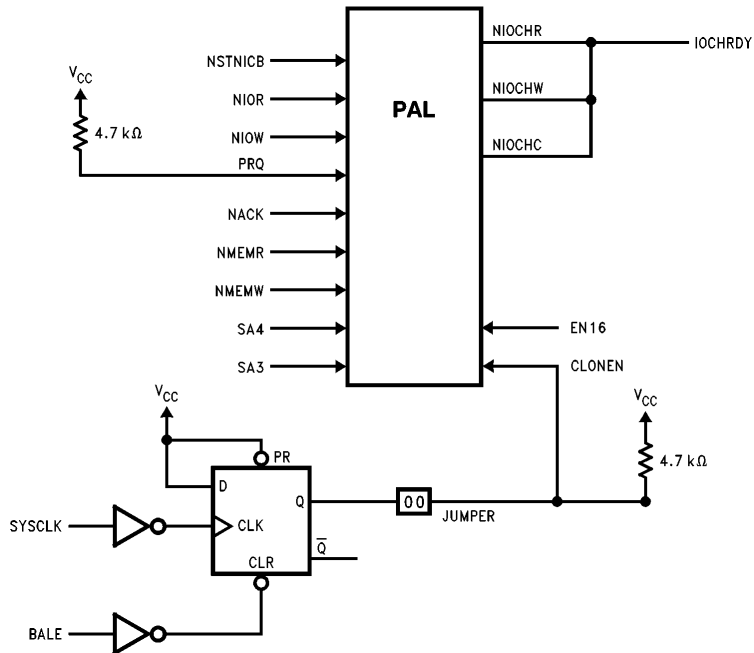 NIOCHR
IOCHRDY
NSTNICB
VCC
NIOR
PAL
NIOCHW
4.7 kΩ
NIOW
NIOCHC
PRQ
NACK
NMEMR
NMEMW
SA4
EN16
SA3
CLONEN
VCC
VCC
PR
4.7 kΩ
D
Q
00
JUMPER
SYSCLK
CLK
Q̅
CLR
BALE